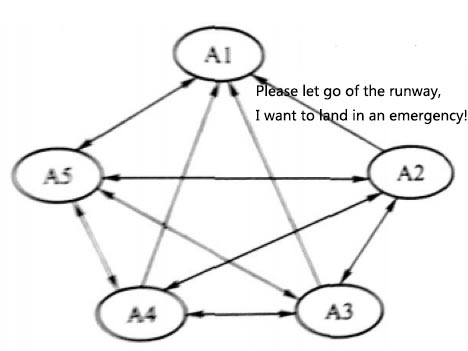 A1
Please let go of the runway,
I want to land in an emergency!
A5
A2
A4
A3